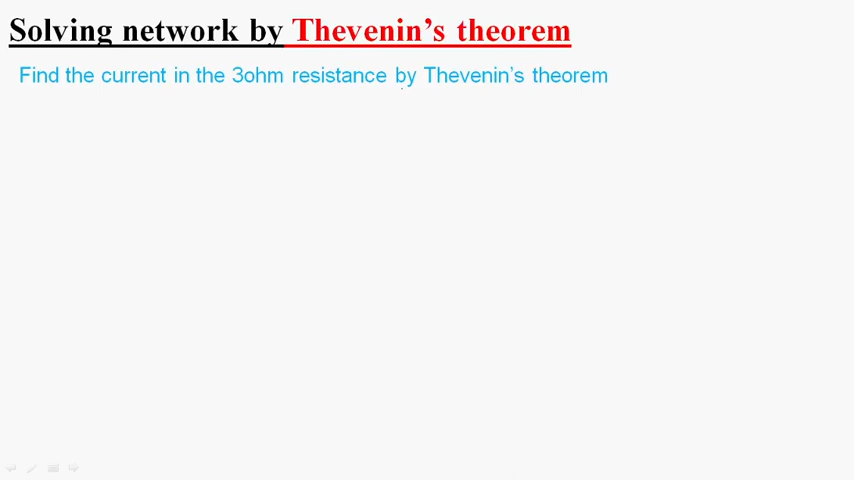 Solving network by Thevenin’s theorem
Find the current in the 3ohm resistance by Thevenin’s theorem